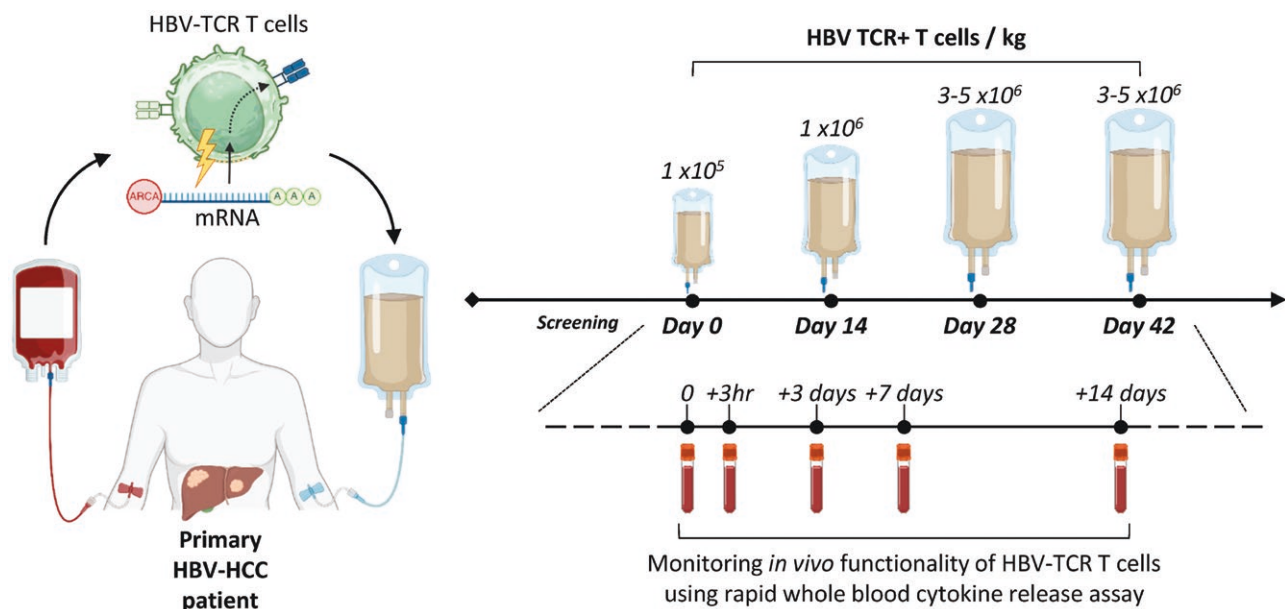 HBV-TCR T cells
ARCA
A A A
mRNA
Primary
HBV-HCC
patient
HBV TCR+ T cells / kg
1 x10⁵
1 x10⁶
3-5 x10⁶
3-5 x10⁶
Screening
Day 0
Day 14
Day 28
Day 42
0
+3hr
+3 days
+7 days
+14 days
Monitoring in vivo functionality of HBV-TCR T cells
using rapid whole blood cytokine release assay